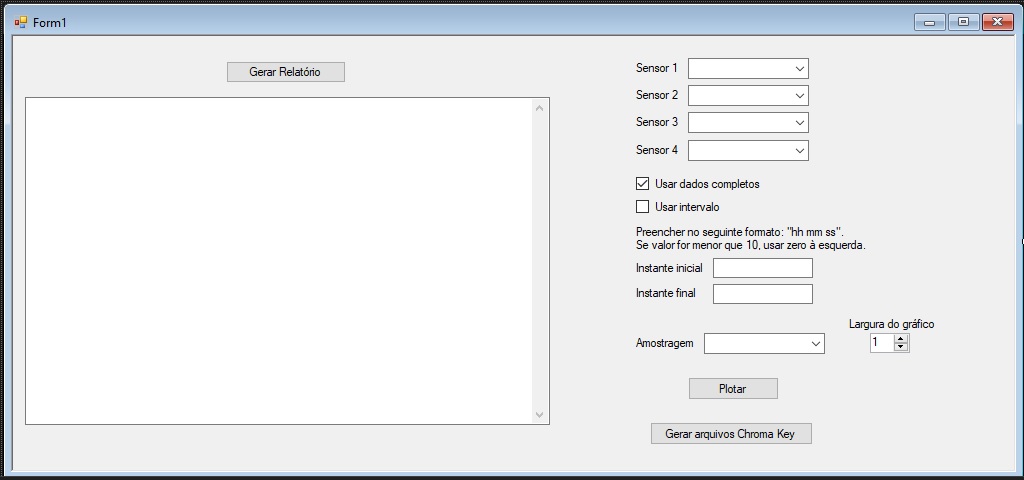 Form1
Gerar Relatório
Sensor 1
Sensor 2
Sensor 3
Sensor 4
Usar dados completos
Usar intervalo
Preencher no seguinte formato: "hh mm ss".
Se valor for menor que 10, usar zero à esquerda.
Instante inicial
Instante final
Largura do gráfico
Amostragem
1
Plotar
Gerar arquivos Chroma Key